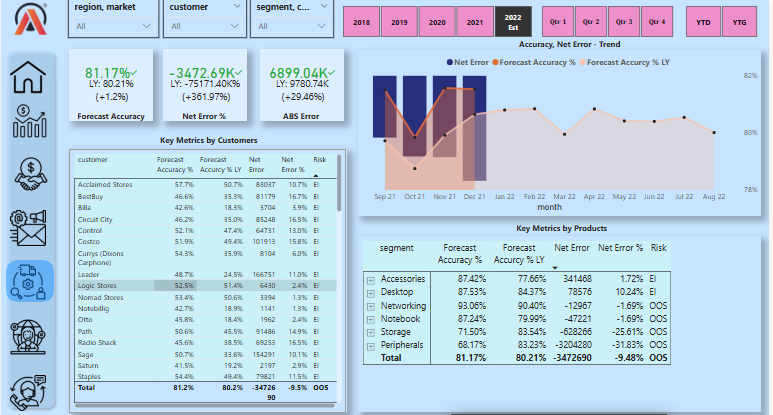 region, market
customer
segment, c...
All
All
All
2018
2019
2020
2021
2022
Est
Qtr 1
Qtr 2
Qtr 3
Qtr 4
YTD
YTG
81.17%
LY: 80.21%
(+1.2%)
Forecast Accuracy
-3472.69K
LY: -75171.40K%
(+361.97%)
Net Error %
6899.04K
LY: 9780.74K
(+29.46%)
ABS Error
Accuracy, Net Error - Trend
Net Error Forecast Accuracy % Forecast Accurcy % LY
82%
80%
78%
Sep 21 Oct 21 Nov 21 Dec 21 Jan 22 Feb 22 Mar 22 Apr 22 May 22 Jun 22 Jul 22 Aug 22
month
Key Metrics by Customers
customer Forecast Accuracy % Forecast Accurcy % LY Net Error Net Error % Risk
Acclaimed Stores 57.7% 50.7% 83037 10.7% EI
BestBuy 46.6% 35.3% 81179 16.7% EI
Billa 42.6% 18.3% 3704 3.9% EI
Circuit City 46.2% 35.0% 85248 16.5% EI
Control 52.1% 47.4% 64731 13.0% EI
Costco 51.9% 49.4% 101913 15.8% EI
Currys (Dixons Carphone) 54.3% 35.9% 8104 6.0% EI
Leader 48.7% 24.5% 166751 11.0% EI
Logic Stores 52.5% 51.4% 6430 2.4% EI
Nomad Stores 53.4% 50.6% 3394 1.3% EI
Notebillig 42.7% 18.9% 1141 1.3% EI
Otto 45.8% 18.4% 1962 2.4% EI
Path 50.6% 45.5% 91486 14.9% EI
Radio Shack 45.6% 38.5% 69253 16.5% EI
Sage 50.7% 33.6% 154291 10.1% EI
Saturn 41.5% 19.2% 2197 2.9% EI
Staples 54.4% 49.4% 79821 11.5% EI
Total 81.2% 80.2% -34726
90 -9.5% OOS
Key Metrics by Products
segment Forecast Accuracy % Forecast Accurcy % LY Net Error Net Error % Risk
Accessories 87.42% 77.66% 341468 1.72% EI
Desktop 87.53% 84.37% 78576 10.24% EI
Networking 93.06% 90.40% -12967 -1.69% OOS
Notebook 87.24% 79.99% -47221 -1.69% OOS
Storage 71.50% 83.54% -628266 -25.61% OOS
Peripherals 68.17% 83.23% -3204280 -31.83% OOS
Total 81.17% 80.21% -3472690 -9.48% OOS